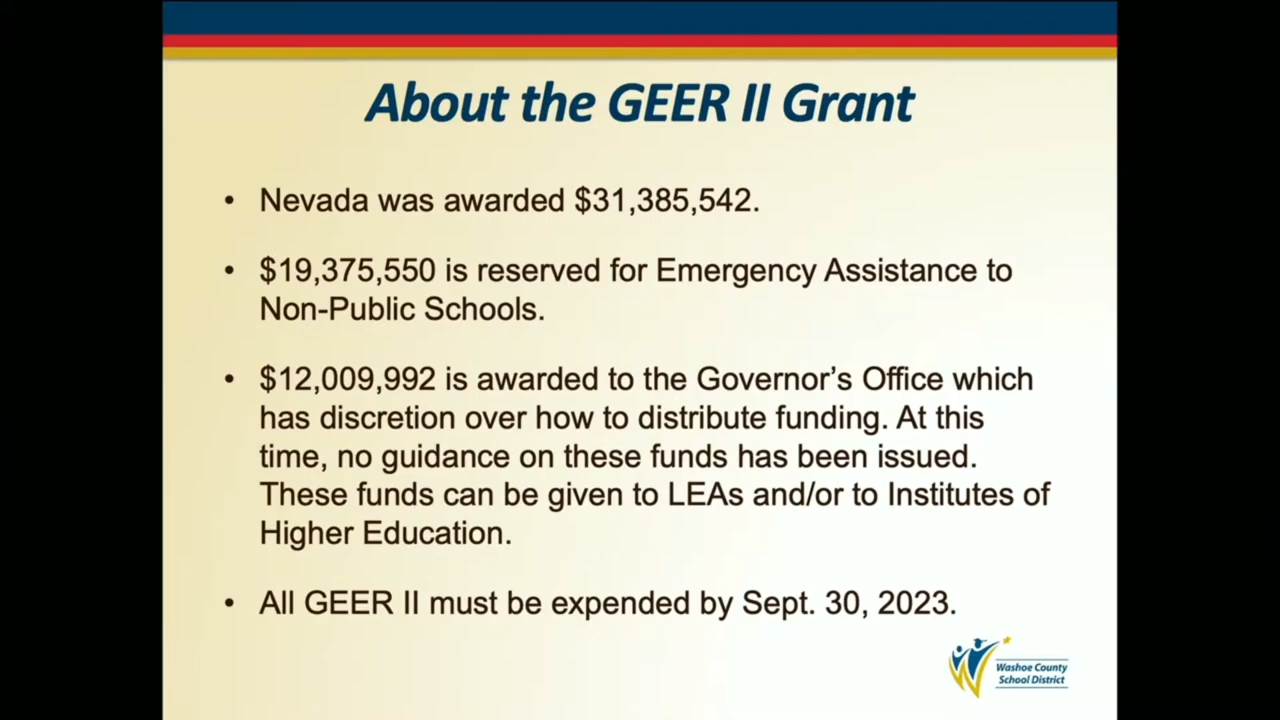 About the GEER II Grant
• Nevada was awarded $31,385,542.
• $19,375,550 is reserved for Emergency Assistance to
Non-Public Schools.
• $12,009,992 is awarded to the Governor’s Office which
has discretion over how to distribute funding. At this
time, no guidance on these funds has been issued.
These funds can be given to LEAs and/or to Institutes of
Higher Education.
• All GEER II must be expended by Sept. 30, 2023.
Washoe County
School District